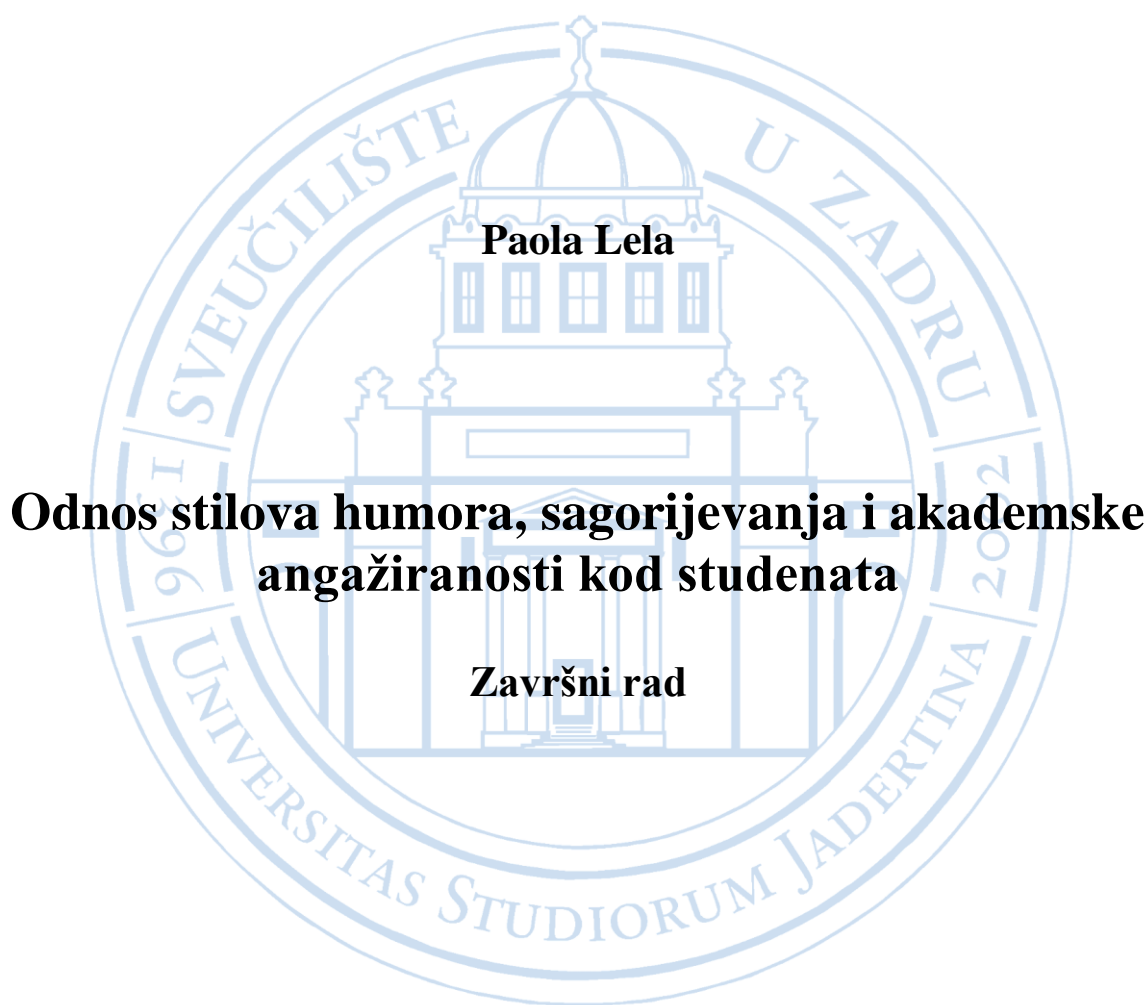 SVEUČILIŠTE U ZADRU
Paola Lela
1396
2002
Odnos stilova humora, sagorijevanja i akademske
angažiranosti kod studenata
Završni rad
UNIVERSITAS STUDIORUM JADERTINA